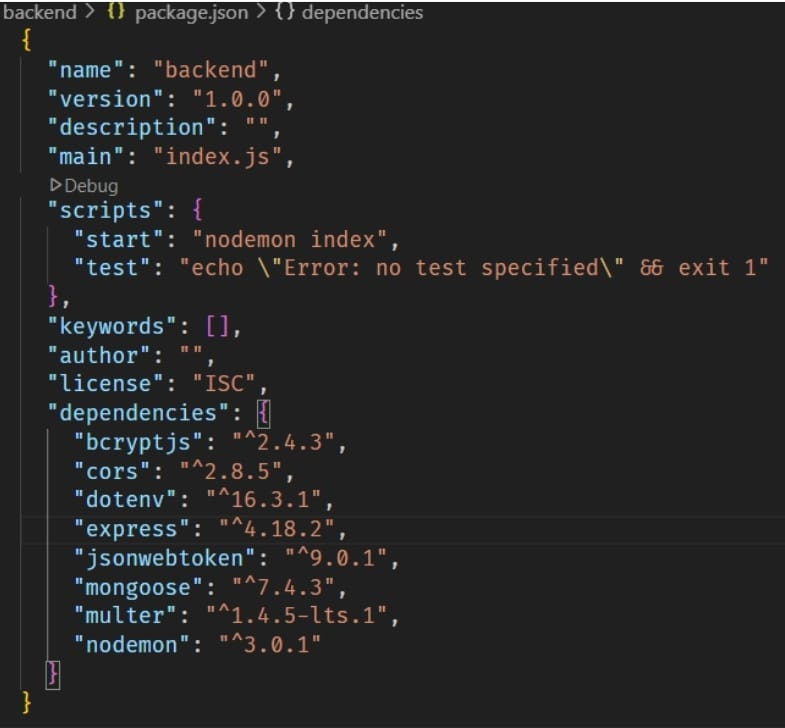 backend > {} package.json > {} dependencies
{
"name": "backend",
"version": "1.0.0",
"description": "",
"main": "index.js",
▷Debug
"scripts": {
"start": "nodemon index",
"test": "echo \"Error: no test specified\" && exit 1"
},
"keywords": [],
"author": "",
"license": "ISC",
"dependencies": {
"bcryptjs": "^2.4.3",
"cors": "^2.8.5",
"dotenv": "^16.3.1",
"express": "^4.18.2",
"jsonwebtoken": "^9.0.1",
"mongoose": "^7.4.3",
"multer": "^1.4.5-lts.1",
"nodemon": "^3.0.1"
}
}